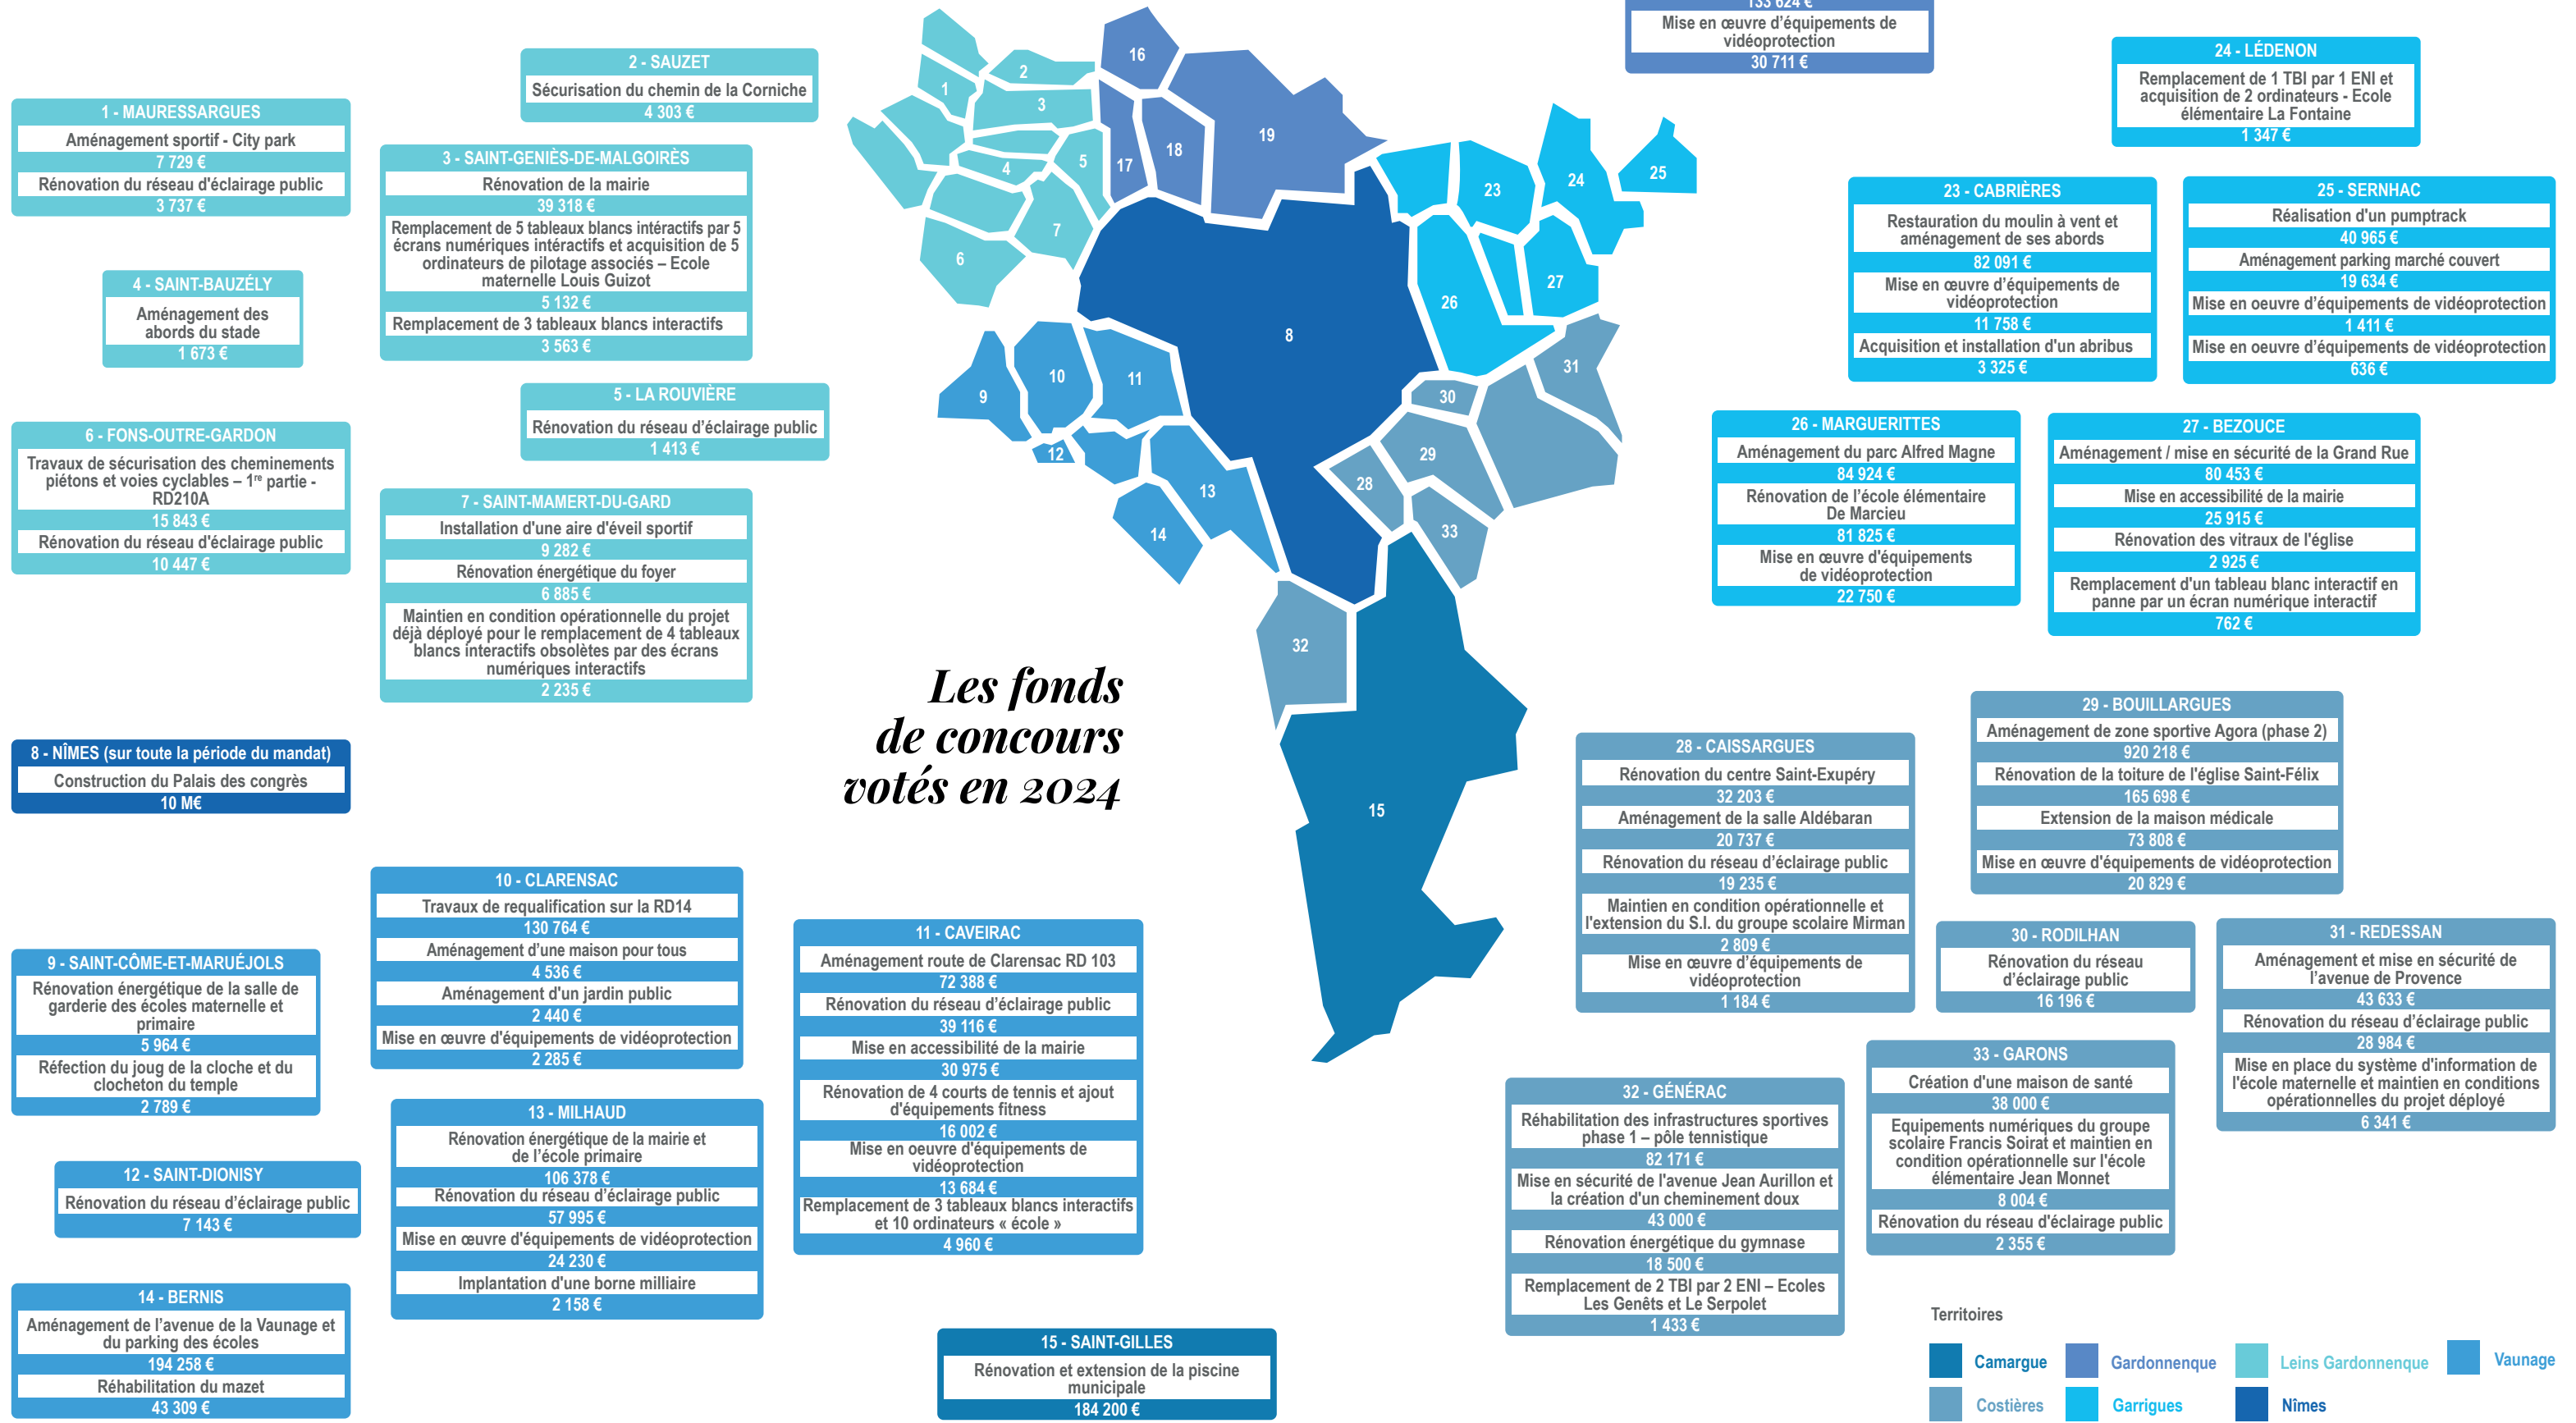 133 624 €
Mise en œuvre d'équipements de
vidéoprotection
30 711 €
24 - LÉDENON
Remplacement de 1 TBI par 1 ENI et
acquisition de 2 ordinateurs - Ecole
élémentaire La Fontaine
1 347 €
2 - SAUZET
Sécurisation du chemin de la Corniche
4 303 €
1 - MAURESSARGUES
Aménagement sportif - City park
7 729 €
Rénovation du réseau d'éclairage public
3 737 €
3 - SAINT-GENIÈS-DE-MALGOIRÈS
Rénovation de la mairie
39 318 €
Remplacement de 5 tableaux blancs intéractifs par 5
écrans numériques intéractifs et acquisition de 5
ordinateurs de pilotage associés – Ecole
maternelle Louis Guizot
5 132 €
Remplacement de 3 tableaux blancs interactifs
3 563 €
4 - SAINT-BAUZÉLY
Aménagement des
abords du stade
1 673 €
5 - LA ROUVIÈRE
Rénovation du réseau d'éclairage public
1 413 €
6 - FONS-OUTRE-GARDON
Travaux de sécurisation des cheminements
piétons et voies cyclables – 1re partie -
RD210A
15 843 €
Rénovation du réseau d'éclairage public
10 447 €
7 - SAINT-MAMERT-DU-GARD
Installation d'une aire d'éveil sportif
9 282 €
Rénovation énergétique du foyer
6 885 €
Maintien en condition opérationnelle du projet
déjà déployé pour le remplacement de 4 tableaux
blancs interactifs obsolètes par des écrans
numériques interactifs
2 235 €
8 - NÎMES (sur toute la période du mandat)
Construction du Palais des congrès
10 M€
Les fonds
de concours
votés en 2024
16
2
1
3
19
18
17
5
4
7
6
23
24
25
26
27
8
31
30
29
28
33
9
10
11
12
13
14
32
15
23 - CABRIÈRES
Restauration du moulin à vent et
aménagement de ses abords
82 091 €
Mise en œuvre d'équipements de
vidéoprotection
11 758 €
Acquisition et installation d'un abribus
3 325 €
25 - SERNHAC
Réalisation d'un pumptrack
40 965 €
Aménagement parking marché couvert
19 634 €
Mise en oeuvre d'équipements de vidéoprotection
1 411 €
Mise en oeuvre d'équipements de vidéoprotection
636 €
26 - MARGUERITTES
Aménagement du parc Alfred Magne
84 924 €
Rénovation de l'école élémentaire
De Marcieu
81 825 €
Mise en œuvre d'équipements
de vidéoprotection
22 750 €
27 - BEZOUCE
Aménagement / mise en sécurité de la Grand Rue
80 453 €
Mise en accessibilité de la mairie
25 915 €
Rénovation des vitraux de l'église
2 925 €
Remplacement d'un tableau blanc interactif en
panne par un écran numérique interactif
762 €
9 - SAINT-CÔME-ET-MARUÉJOLS
Rénovation énergétique de la salle de
garderie des écoles maternelle et
primaire
5 964 €
Réfection du joug de la cloche et du
clocheton du temple
2 789 €
10 - CLARENSAC
Travaux de requalification sur la RD14
130 764 €
Aménagement d'une maison pour tous
4 536 €
Aménagement d'un jardin public
2 440 €
Mise en œuvre d'équipements de vidéoprotection
2 285 €
11 - CAVEIRAC
Aménagement route de Clarensac RD 103
72 388 €
Rénovation du réseau d'éclairage public
39 116 €
Mise en accessibilité de la mairie
30 975 €
Rénovation de 4 courts de tennis et ajout
d'équipements fitness
16 002 €
Mise en oeuvre d'équipements de
vidéoprotection
13 684 €
Remplacement de 3 tableaux blancs interactifs
et 10 ordinateurs « école »
4 960 €
12 - SAINT-DIONISY
Rénovation du réseau d'éclairage public
7 143 €
13 - MILHAUD
Rénovation énergétique de la mairie et
de l'école primaire
106 378 €
Rénovation du réseau d'éclairage public
57 995 €
Mise en œuvre d'équipements de vidéoprotection
24 230 €
Implantation d'une borne milliaire
2 158 €
14 - BERNIS
Aménagement de l'avenue de la Vaunage et
du parking des écoles
194 258 €
Réhabilitation du mazet
43 309 €
15 - SAINT-GILLES
Rénovation et extension de la piscine
municipale
184 200 €
28 - CAISSARGUES
Rénovation du centre Saint-Exupéry
32 203 €
Aménagement de la salle Aldébaran
20 737 €
Rénovation du réseau d'éclairage public
19 235 €
Maintien en condition opérationnelle et
l'extension du S.I. du groupe scolaire Mirman
2 809 €
Mise en œuvre d'équipements de
vidéoprotection
1 184 €
29 - BOUILLARGUES
Aménagement de zone sportive Agora (phase 2)
920 218 €
Rénovation de la toiture de l'église Saint-Félix
165 698 €
Extension de la maison médicale
73 808 €
Mise en œuvre d'équipements de vidéoprotection
20 829 €
30 - RODILHAN
Rénovation du réseau
d'éclairage public
16 196 €
31 - REDESSAN
Aménagement et mise en sécurité de
l'avenue de Provence
43 633 €
Rénovation du réseau d'éclairage public
28 984 €
Mise en place du système d'information de
l'école maternelle et maintien en conditions
opérationnelles du projet déployé
6 341 €
32 - GÉNÉRAC
Réhabilitation des infrastructures sportives
phase 1 – pôle tennistique
82 171 €
Mise en sécurité de l'avenue Jean Aurillon et
la création d'un cheminement doux
43 000 €
Rénovation énergétique du gymnase
18 500 €
Remplacement de 2 TBI par 2 ENI – Ecoles
Les Genêts et Le Serpolet
1 433 €
33 - GARONS
Création d'une maison de santé
38 000 €
Equipements numériques du groupe
scolaire Francis Soirat et maintien en
condition opérationnelle sur l'école
élémentaire Jean Monnet
8 004 €
Rénovation du réseau d'éclairage public
2 355 €
Territoires
Camargue
Gardonnenque
Leins Gardonnenque
Vaunage
Costières
Garrigues
Nîmes